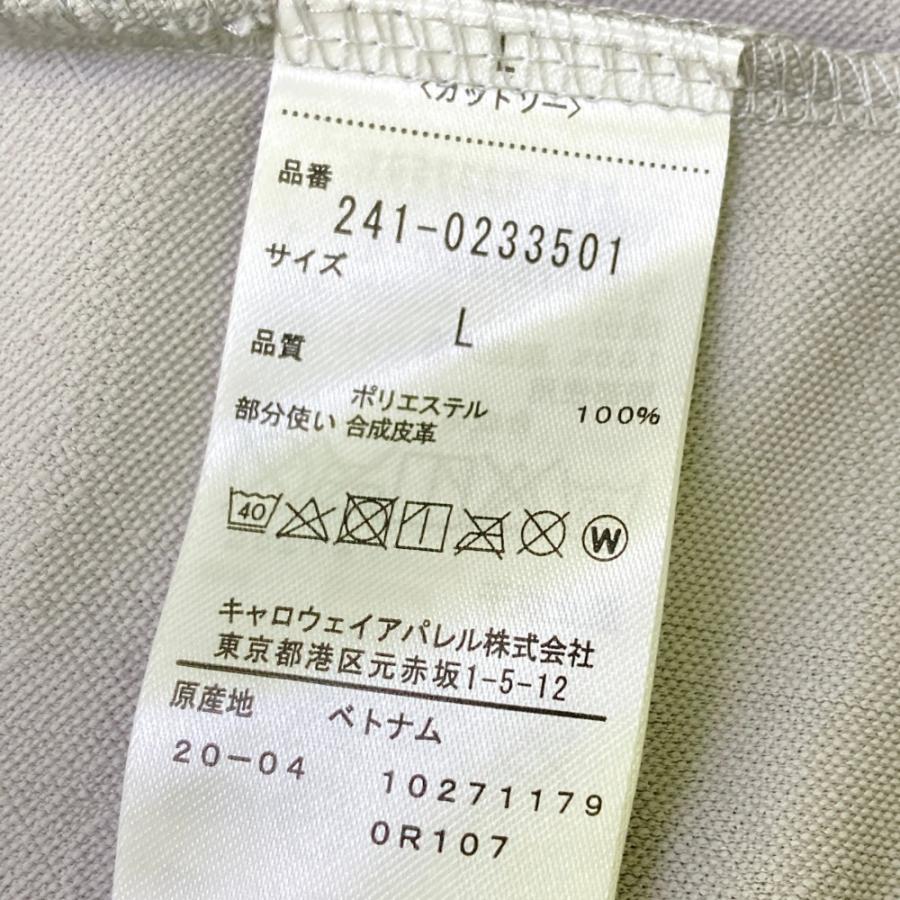 L
〈カットソー〉
品番
241-0233501
サイズ
L
品質
ポリエステル 100%
部分使い 合成皮革
40
W
キャロウェイアパレル株式会社
東京都港区元赤坂1-5-12
原産地 ベトナム
20-04 10271179
0R107